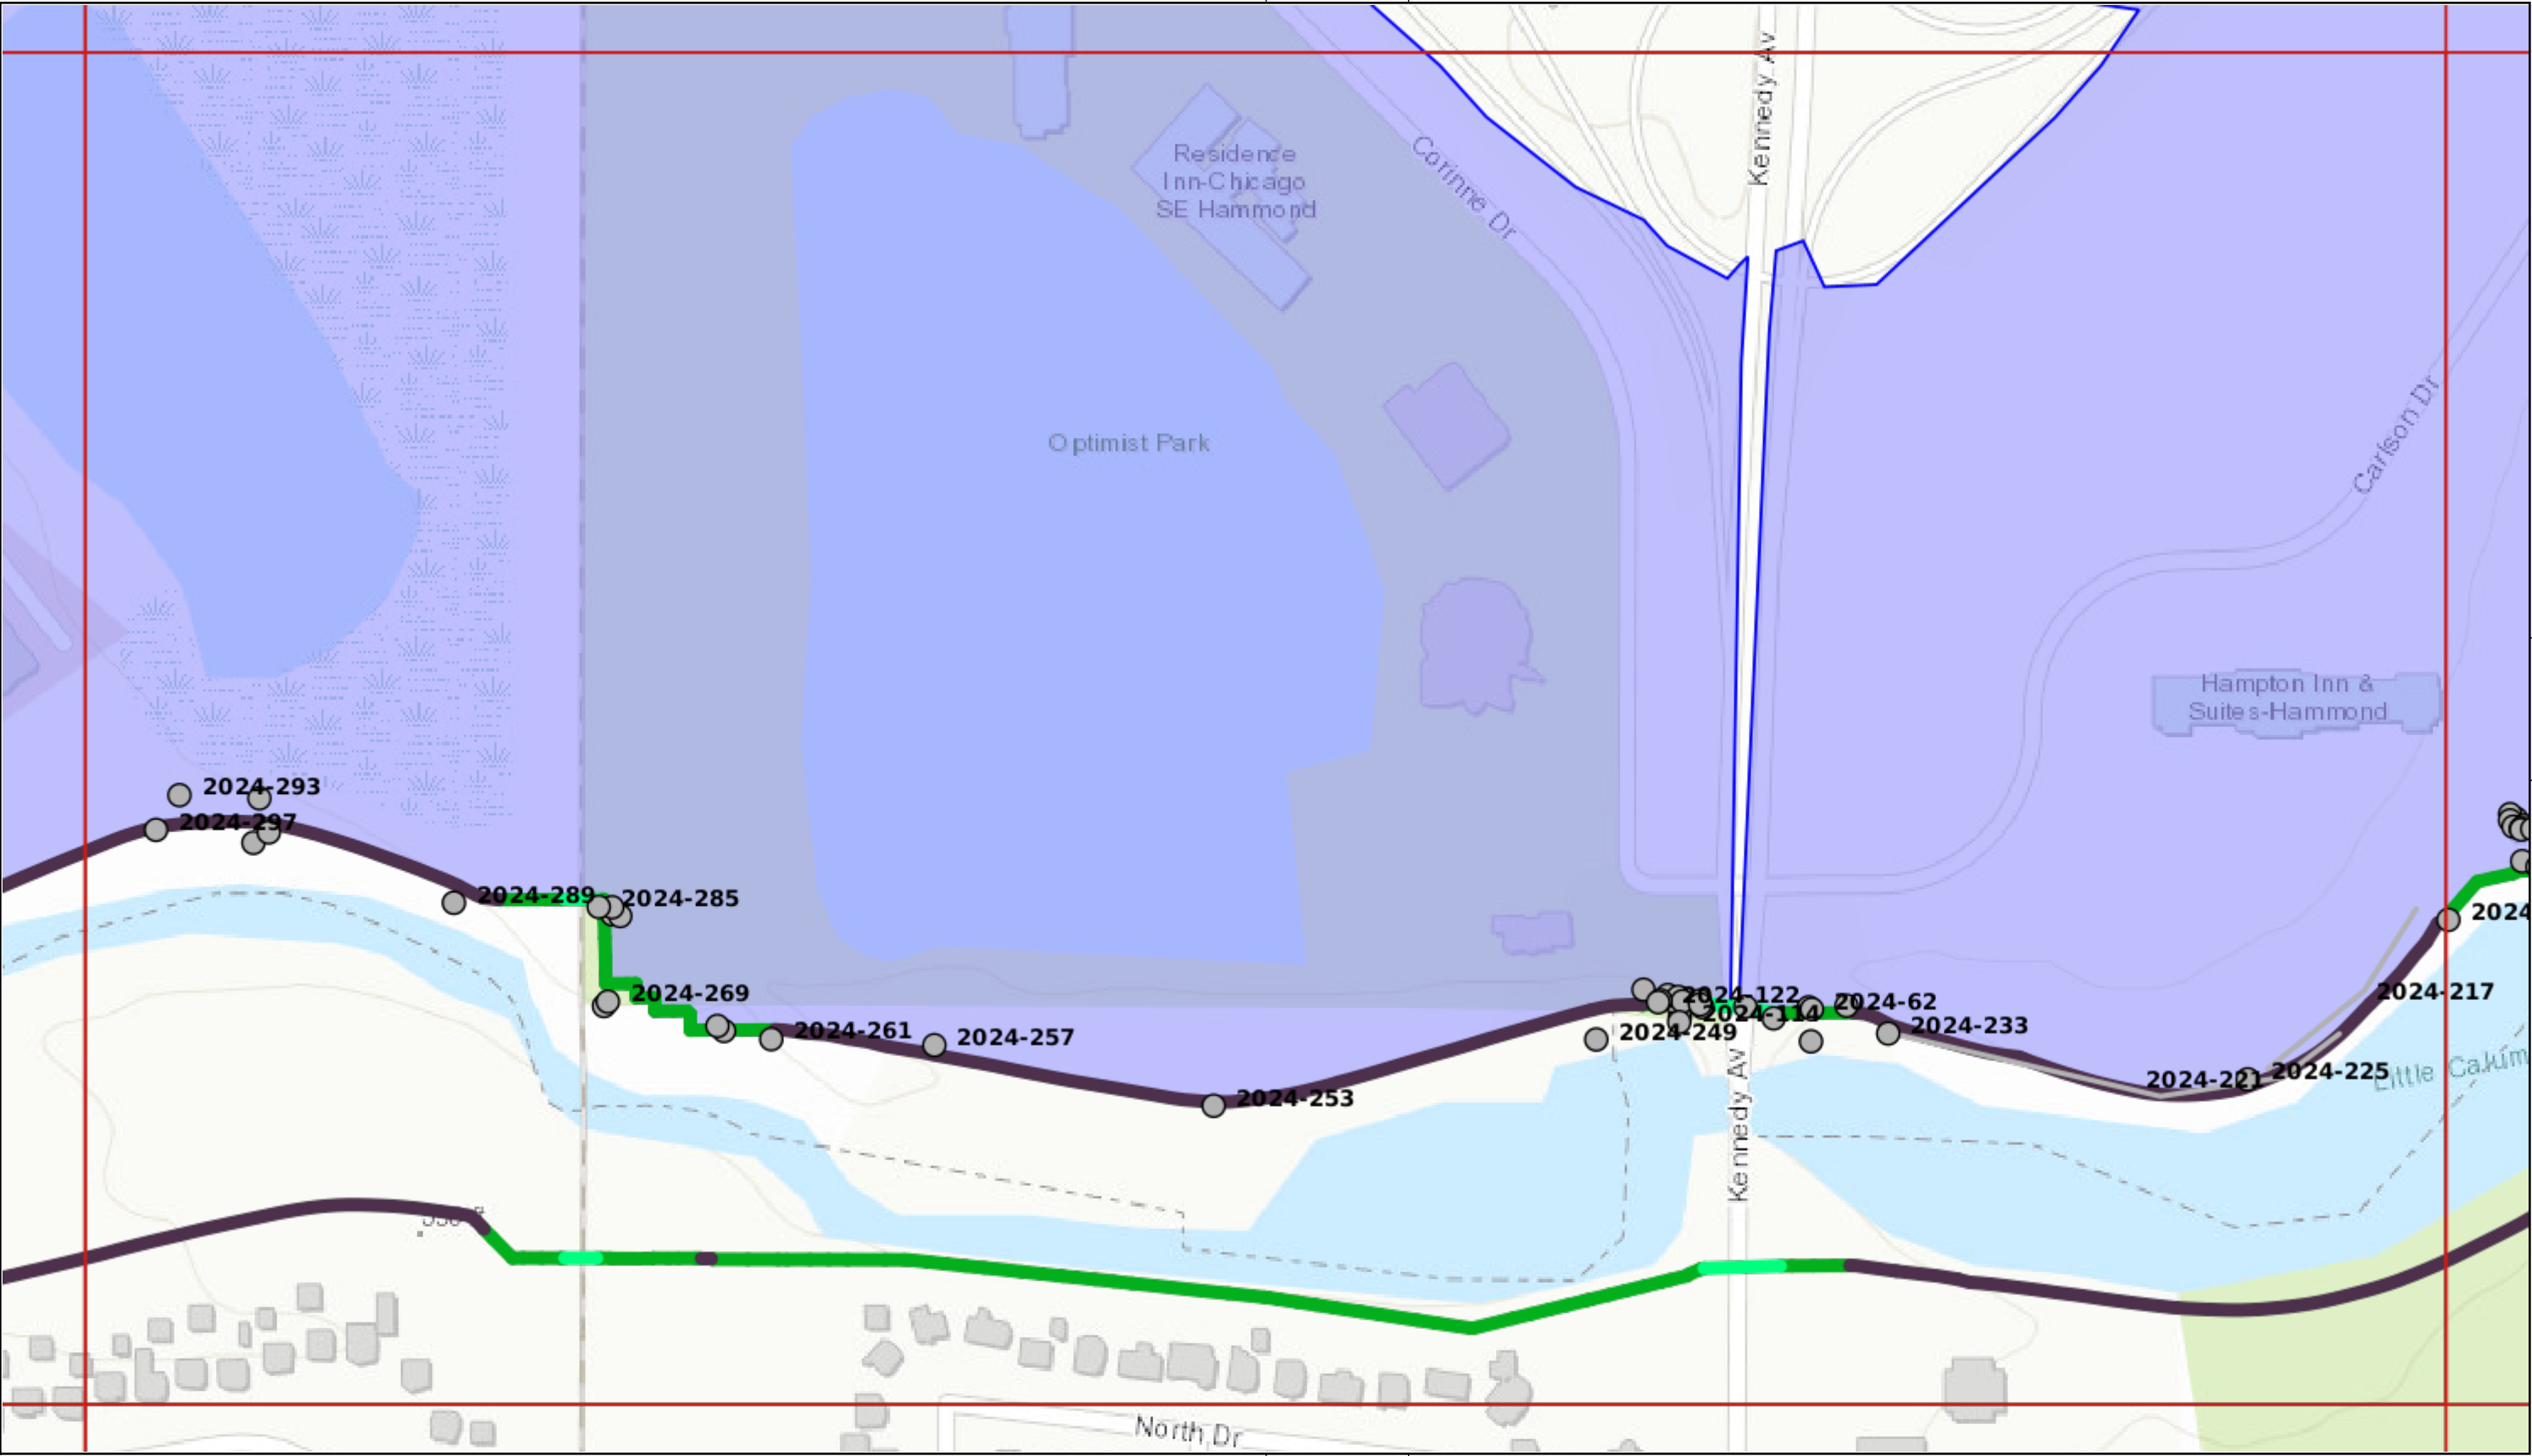 Kennedy Av
Residence
Inn-Chicago
SE Hammond
Corinne Dr
Optimist Park
Carlson Dr
Hampton Inn &
Suites-Hammond
2024-293
2024-297
2024-289
2024-285
2024
2024-269
2024-122
2024-62
2024-217
2024-114
2024-261
2024-257
2024-249
2024-233
2024-221
2024-225
Little Calum
2024-253
Kennedy Av
North Dr